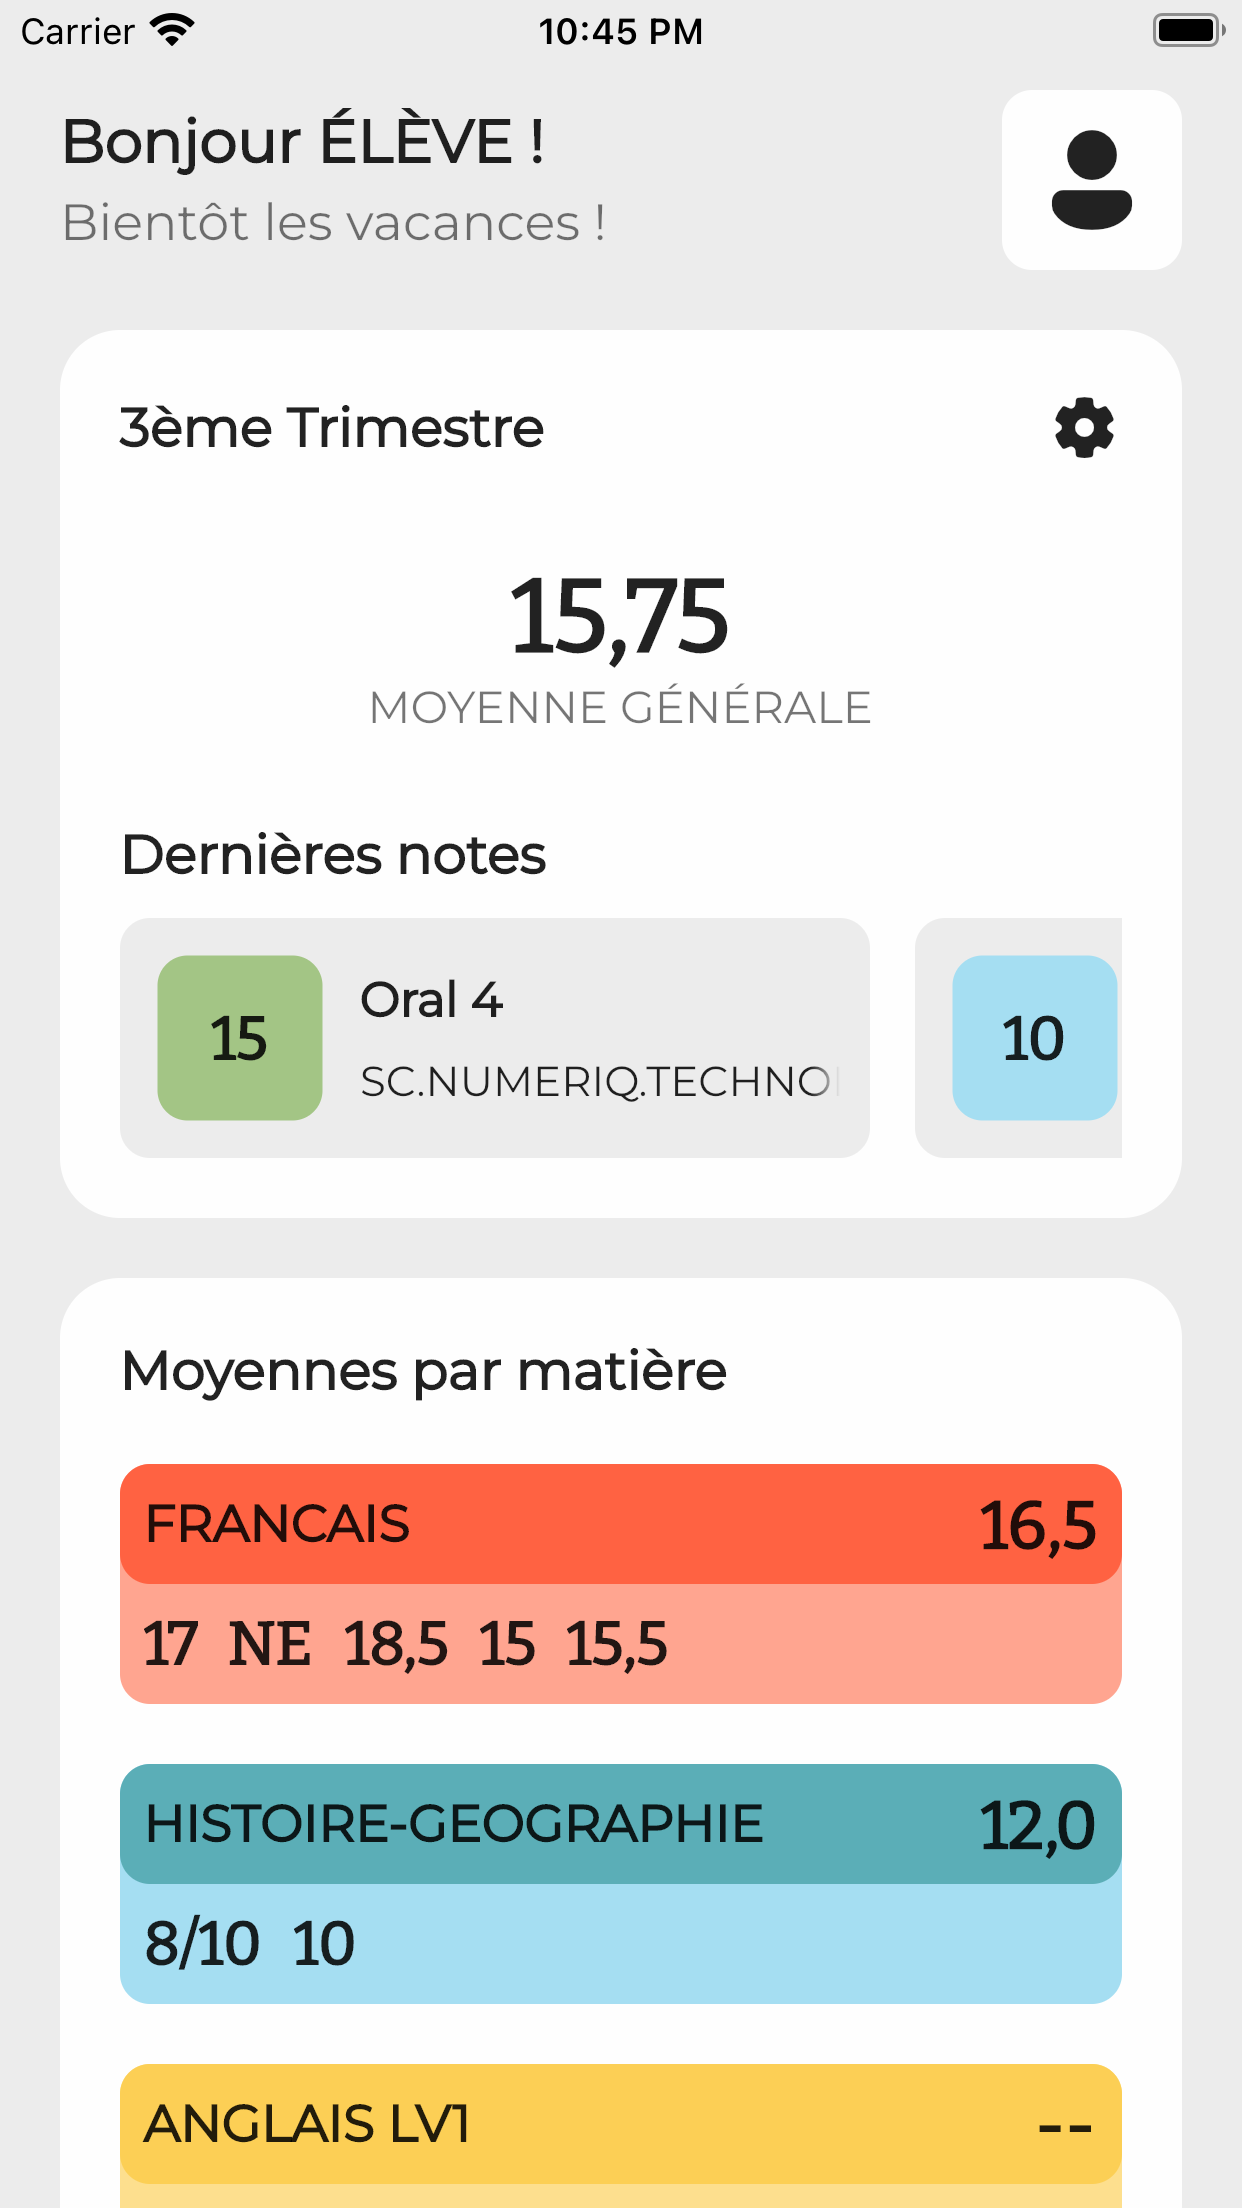 Carrier 10:45 PM
Bonjour ÉLÈVE !
Bientôt les vacances !
3ème Trimestre
15,75
MOYENNE GÉNÉRALE
Dernières notes
15 Oral 4
SC.NUMERIQ.TECHNO
10
Moyennes par matière
FRANCAIS 16,5
17 NE 18,5 15 15,5
HISTOIRE-GEOGRAPHIE 12,0
8/10 10
ANGLAIS LV1 --